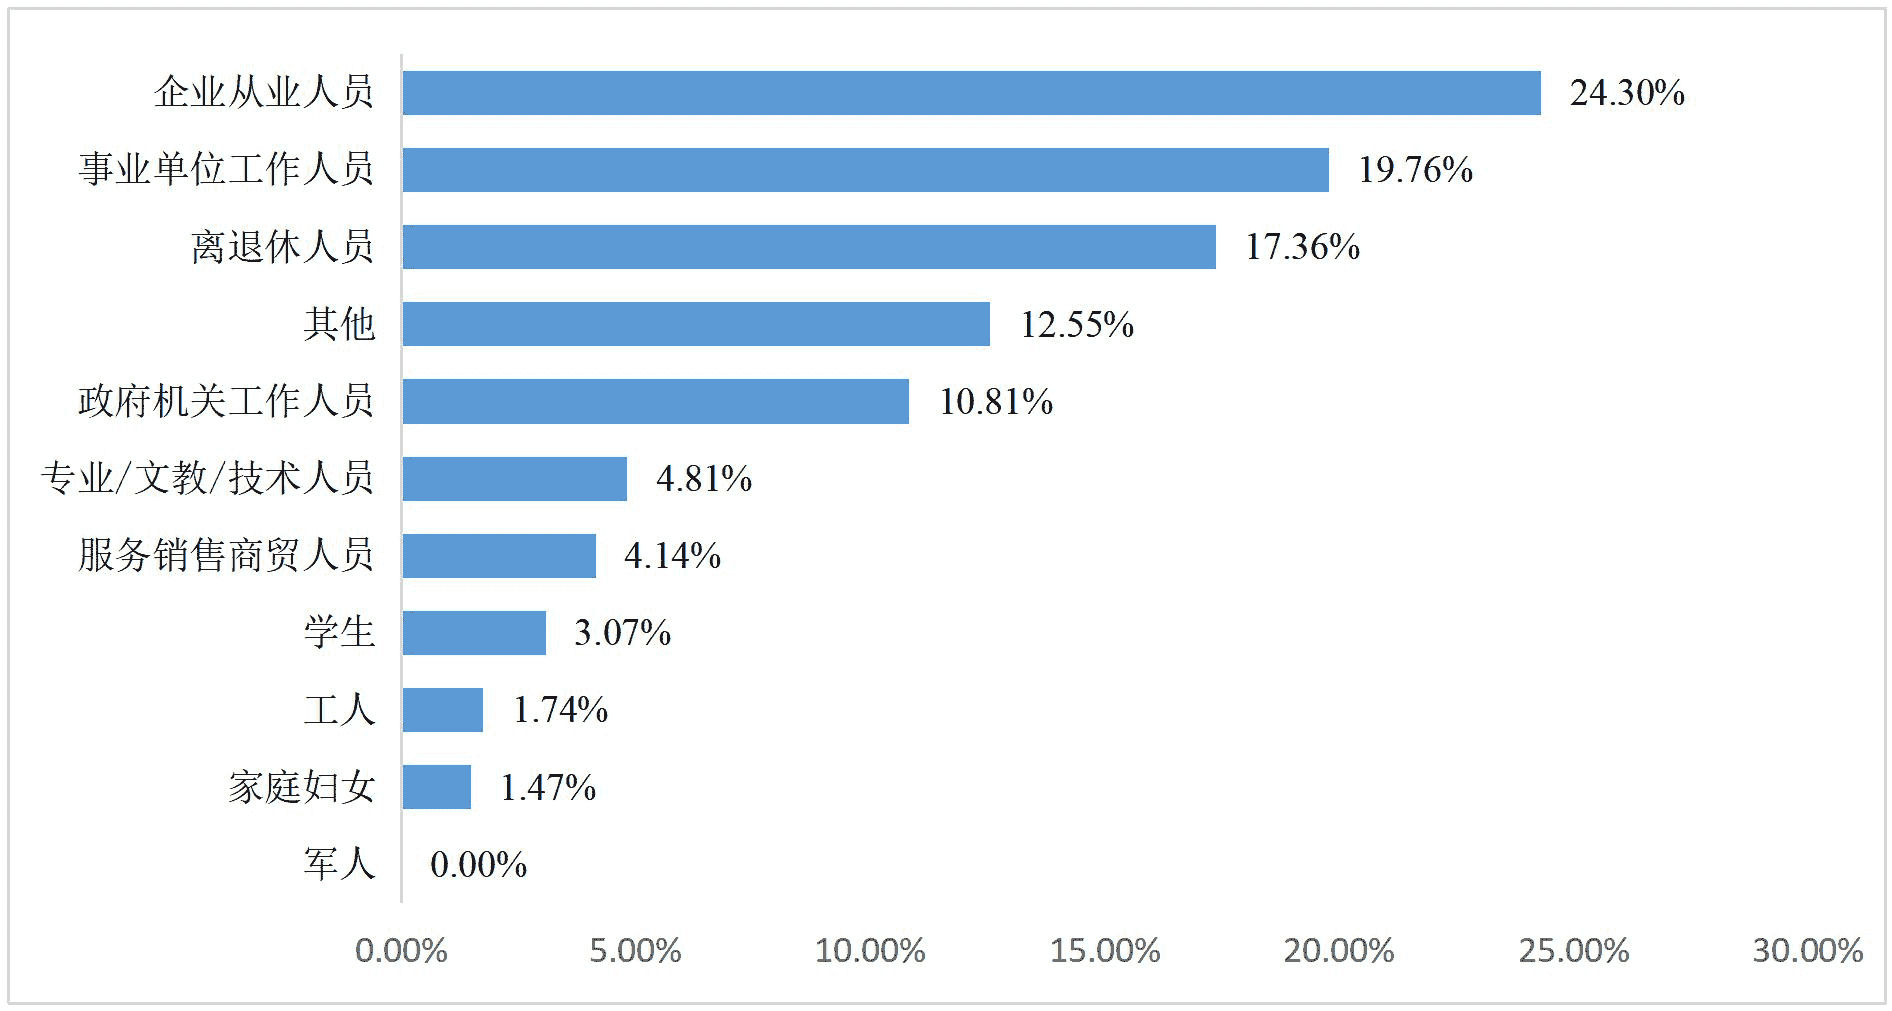 企业从业人员 24.30%
事业单位工作人员 19.76%
离退休人员 17.36%
其他 12.55%
政府机关工作人员 10.81%
专业/文教/技术人员 4.81%
服务销售商贸人员 4.14%
学生 3.07%
工人 1.74%
家庭妇女 1.47%
军人 0.00%
0.00% 5.00% 10.00% 15.00% 20.00% 25.00% 30.00%